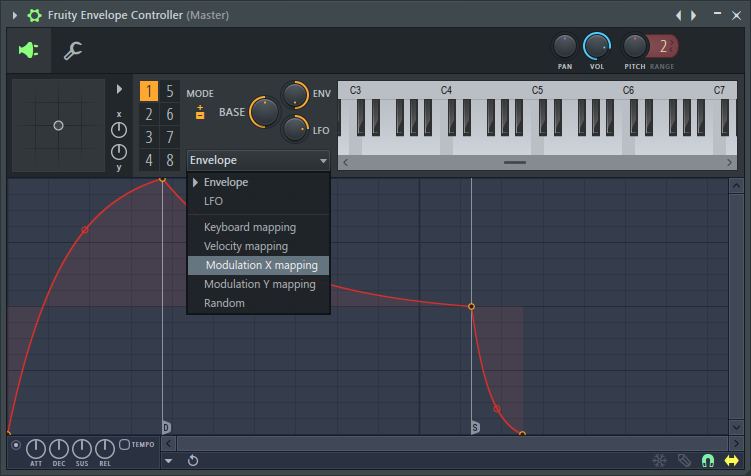 Fruity Envelope Controller (Master)
PAN VOL PITCH RANGE
2
1 5
2 6
3 7
4 8
x
y
MODE
BASE
ENV
LFO
C3 C4 C5 C6 C7
Envelope
Envelope
LFO
Keyboard mapping
Velocity mapping
Modulation X mapping
Modulation Y mapping
Random
D
S
ATT DEC SUS REL
TEMPO